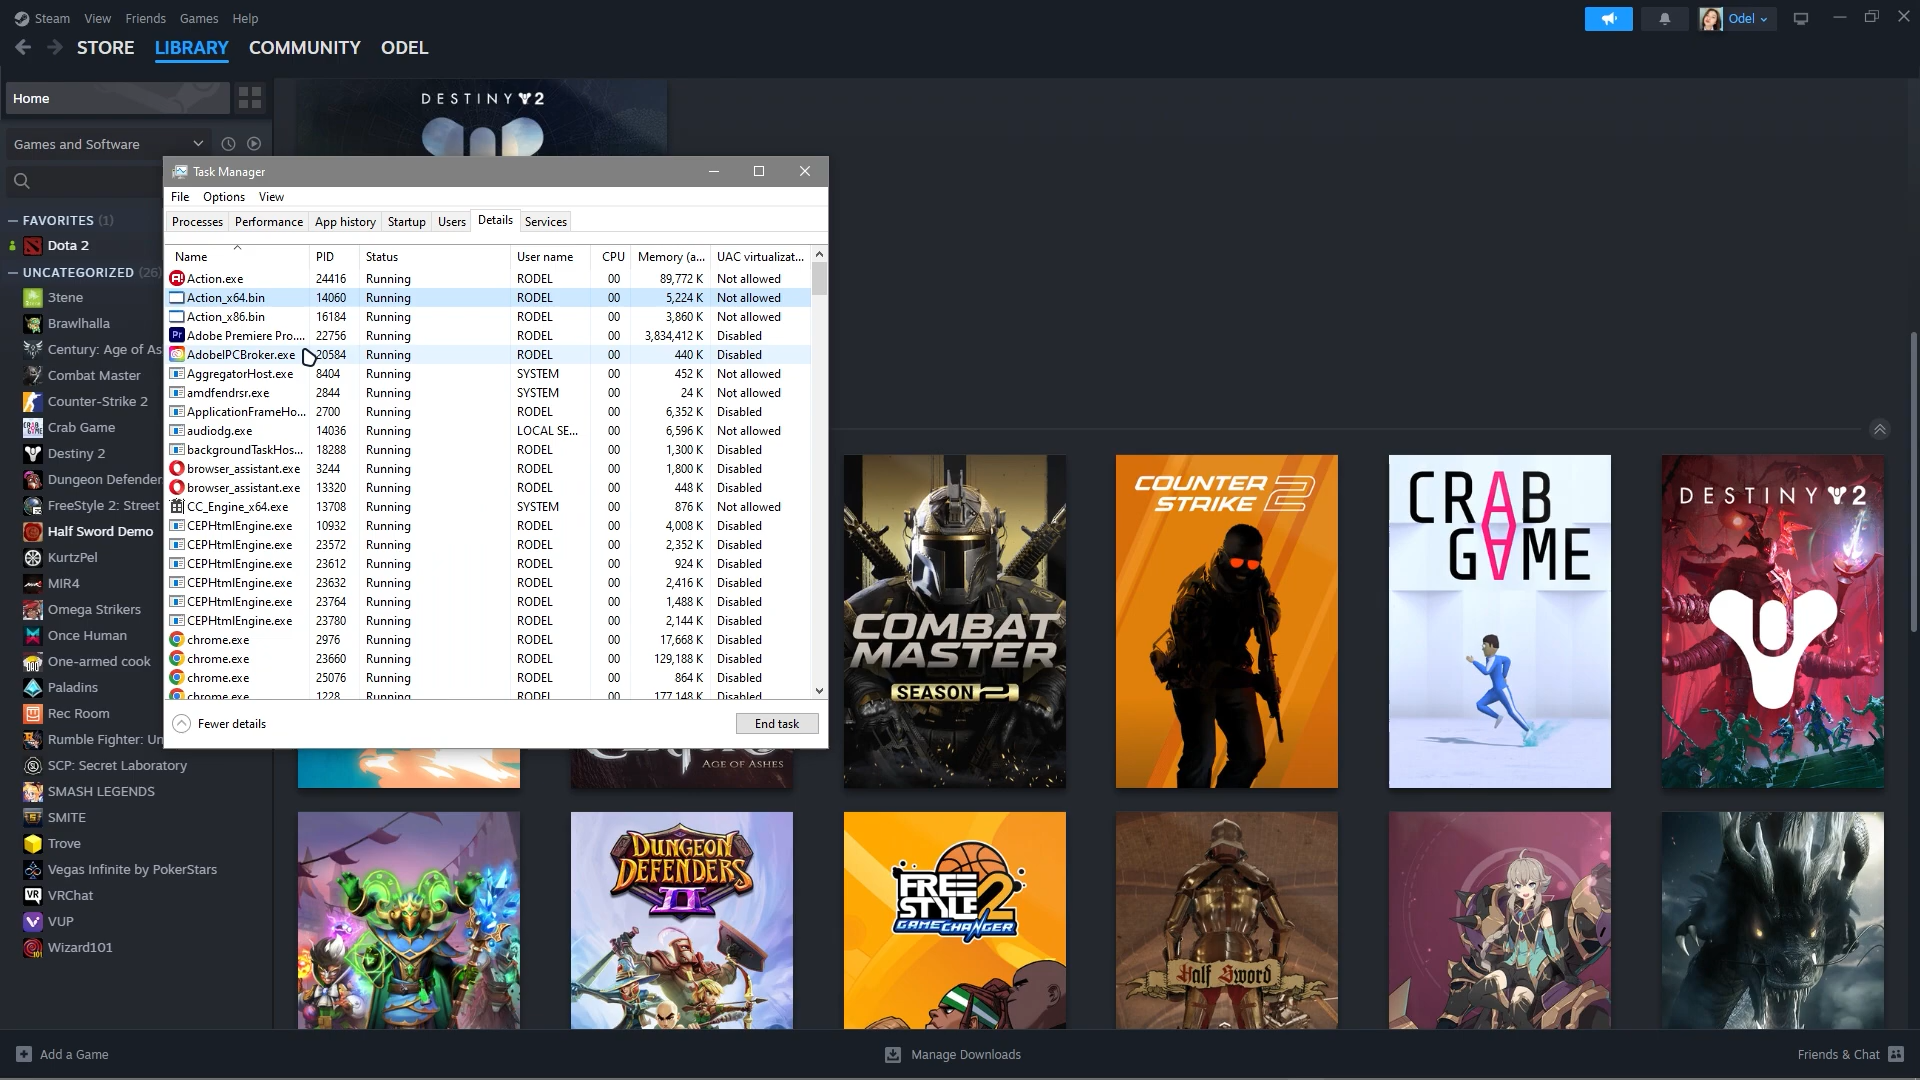 Steam View Friends Games Help
Odel
STORE LIBRARY COMMUNITY ODEL
Home
Games and Software
FAVORITES (1)
Dota 2
UNCATEGORIZED (26)
3tene
Brawlhalla
Century: Age of As
Combat Master
Counter-Strike 2
Crab Game
Destiny 2
Dungeon Defender
FreeStyle 2: Street
Half Sword Demo
KurtzPel
MIR4
Omega Strikers
Once Human
One-armed cook
Paladins
Rec Room
Rumble Fighter: Un
SCP: Secret Laboratory
SMASH LEGENDS
SMITE
Trove
Vegas Infinite by PokerStars
VRChat
VUP
Wizard101
DESTINY 2
Task Manager
File Options View
Processes Performance App history Startup Users Details Services
Name PID Status User name CPU Memory (a... UAC virtualizat...
Action.exe 24416 Running RODEL 00 89,772 K Not allowed
Action_x64.bin 14060 Running RODEL 00 5,224 K Not allowed
Action_x86.bin 16184 Running RODEL 00 3,860 K Not allowed
Adobe Premiere Pro.... 22756 Running RODEL 00 3,834,412 K Disabled
AdobeIPCBroker.exe 20584 Running RODEL 00 440 K Disabled
AggregatorHost.exe 8404 Running SYSTEM 00 452 K Not allowed
amdfendrsr.exe 2844 Running SYSTEM 00 24 K Not allowed
ApplicationFrameHo... 2700 Running RODEL 00 6,352 K Disabled
audiodg.exe 14036 Running LOCAL SE... 00 6,596 K Not allowed
backgroundTaskHos... 18288 Running RODEL 00 1,300 K Disabled
browser_assistant.exe 3244 Running RODEL 00 1,800 K Disabled
browser_assistant.exe 13320 Running RODEL 00 448 K Disabled
CC_Engine_x64.exe 13708 Running SYSTEM 00 876 K Not allowed
CEPHtmlEngine.exe 10932 Running RODEL 00 4,008 K Disabled
CEPHtmlEngine.exe 23572 Running RODEL 00 2,352 K Disabled
CEPHtmlEngine.exe 23612 Running RODEL 00 924 K Disabled
CEPHtmlEngine.exe 23632 Running RODEL 00 2,416 K Disabled
CEPHtmlEngine.exe 23764 Running RODEL 00 1,488 K Disabled
CEPHtmlEngine.exe 23780 Running RODEL 00 2,144 K Disabled
chrome.exe 2976 Running RODEL 00 17,668 K Disabled
chrome.exe 23660 Running RODEL 00 129,188 K Disabled
chrome.exe 25076 Running RODEL 00 864 K Disabled
chrome.exe 1228 Running RODEL 00 177,148 K Disabled
Fewer details End task
AGE OF ASHES
COMBAT
MASTER
SEASON 2
COUNTER
STRIKE 2
CRAB
GAME
DESTINY 2
DUNGEON
DEFENDERS
II
FREE
STYLE 2
GAME CHANGER
Half Sword
Add a Game
Manage Downloads
Friends & Chat